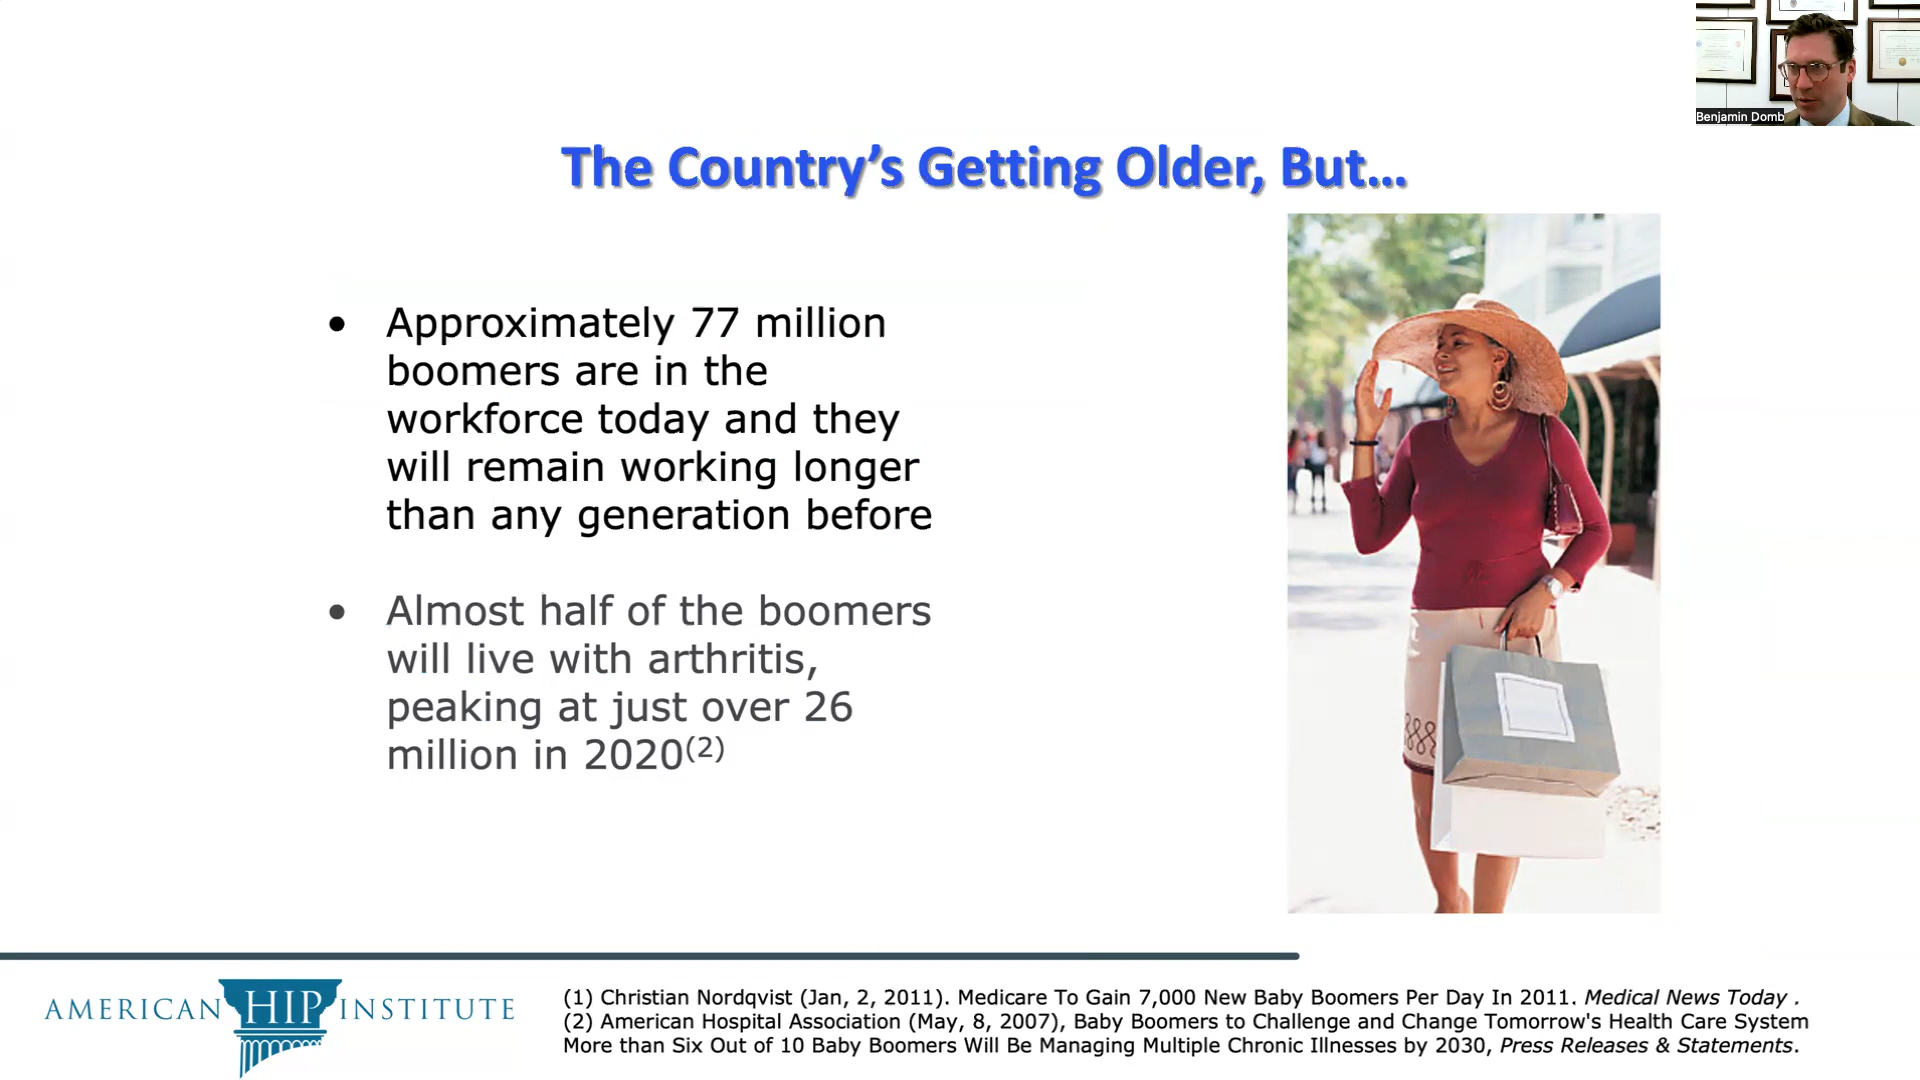 Benjamin Domb
The Country’s Getting Older, But...
• Approximately 77 million
boomers are in the
workforce today and they
will remain working longer
than any generation before
• Almost half of the boomers
will live with arthritis,
peaking at just over 26
million in 2020(2)
AMERICAN HIP INSTITUTE
(1) Christian Nordqvist (Jan, 2, 2011). Medicare To Gain 7,000 New Baby Boomers Per Day In 2011. Medical News Today .
(2) American Hospital Association (May, 8, 2007), Baby Boomers to Challenge and Change Tomorrow's Health Care System
More than Six Out of 10 Baby Boomers Will Be Managing Multiple Chronic Illnesses by 2030, Press Releases & Statements.